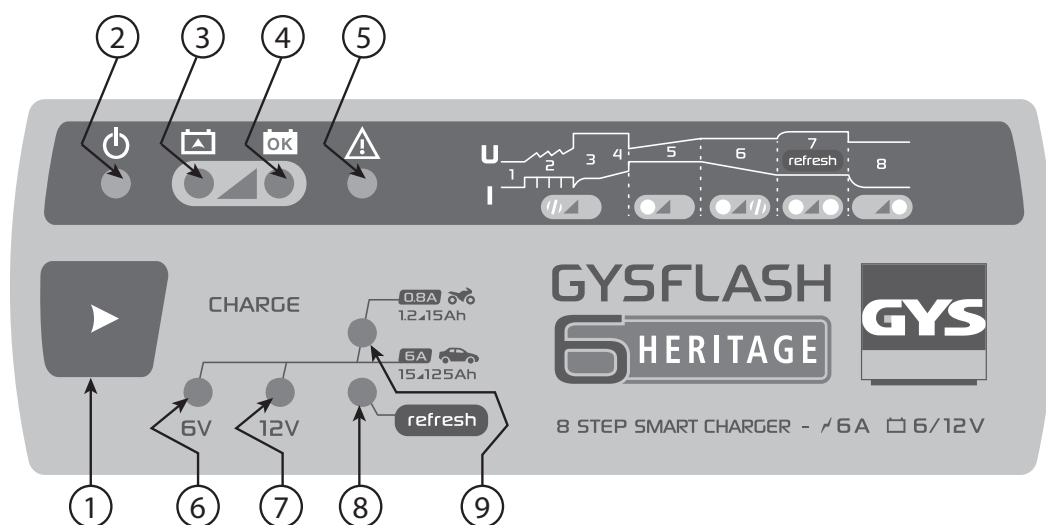 2 3 4 5
OK
U
I
1 2 3 4 5 6 7 8
refresh
CHARGE
0.8A
1.2 15Ah
6A
15 125Ah
6V 12V
refresh
GYSFLASH
6 HERITAGE
GYS
8 STEP SMART CHARGER - 6A 6/12V
1 6 7 8 9